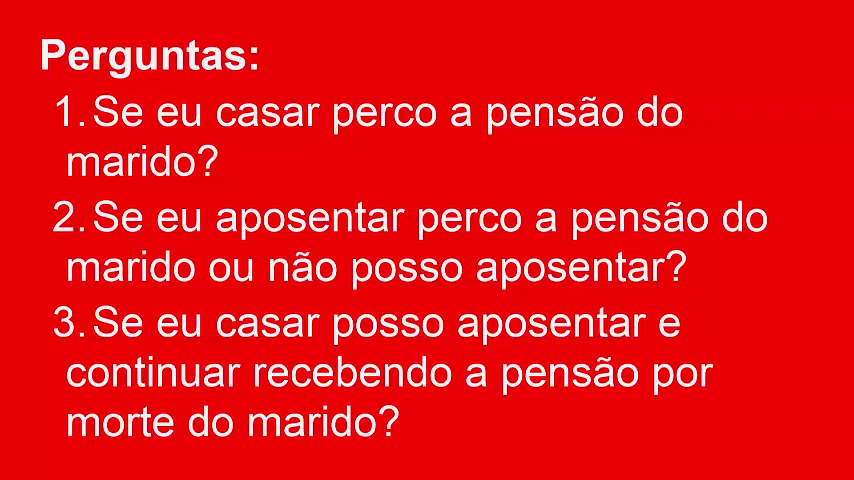 Perguntas:
1. Se eu casar perco a pensão do
marido?
2. Se eu aposentar perco a pensão do
marido ou não posso aposentar?
3. Se eu casar posso aposentar e
continuar recebendo a pensão por
morte do marido?